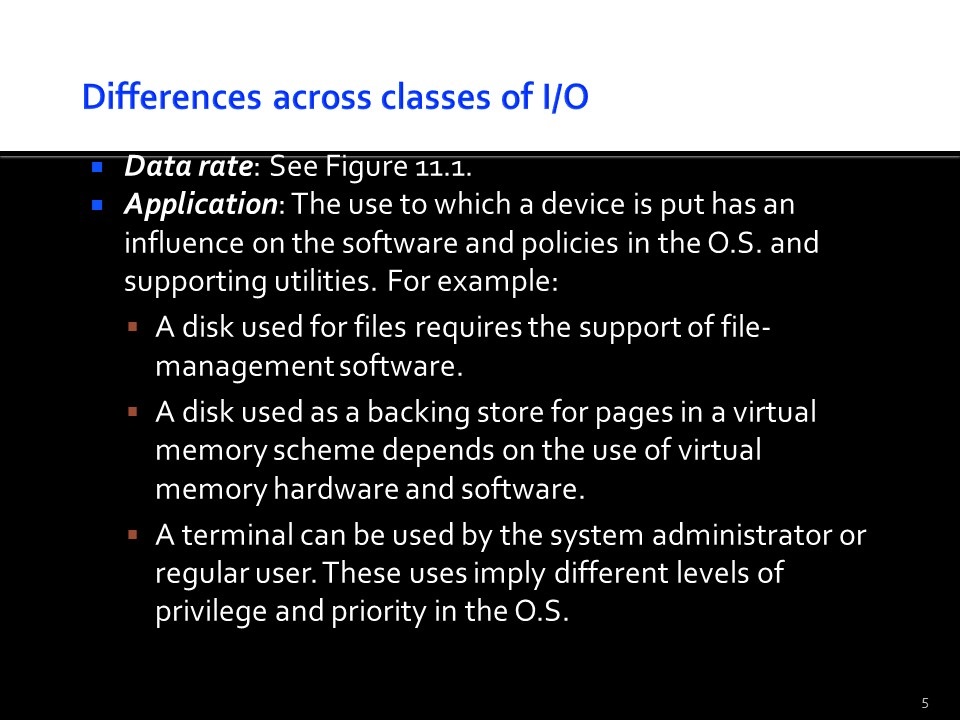 Differences across classes of I/O
Data rate: See Figure 11.1.
Application: The use to which a device is put has an
influence on the software and policies in the O.S. and
supporting utilities. For example:
A disk used for files requires the support of file-
management software.
A disk used as a backing store for pages in a virtual
memory scheme depends on the use of virtual
memory hardware and software.
A terminal can be used by the system administrator or
regular user. These uses imply different levels of
privilege and priority in the O.S.
5